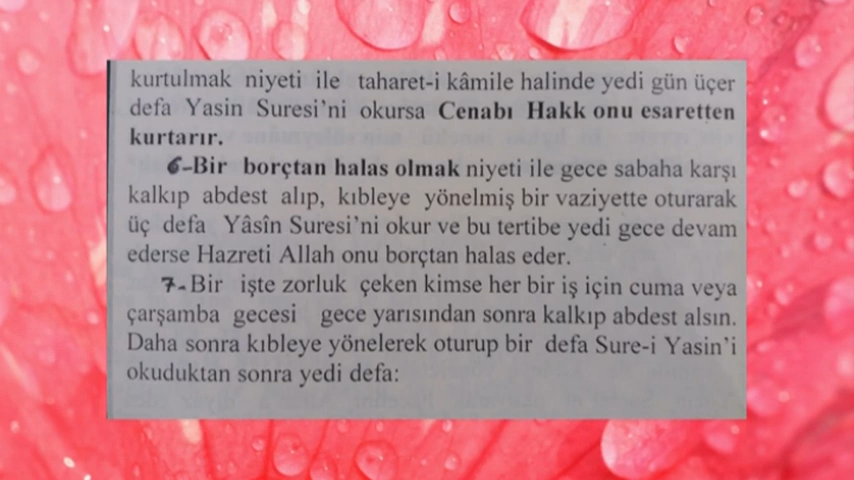 kurtulmak niyeti ile taharet-i kâmile halinde yedi gün üçer
defa Yasin Suresi'ni okursa Cenabı Hakk onu esaretten
kurtarır.
6-Bir borçtan halas olmak niyeti ile gece sabaha karşı
kalkıp abdest alıp, kıbleye yönelmiş bir vaziyette oturarak
üç defa Yâsîn Suresi'ni okur ve bu tertibe yedi gece devam
ederse Hazreti Allah onu borçtan halas eder.
7-Bir işte zorluk çeken kimse her bir iş için cuma veya
çarşamba gecesi gece yarısından sonra kalkıp abdest alsın.
Daha sonra kıbleye yönelerek oturup bir defa Sure-i Yasin'i
okuduktan sonra yedi defa: